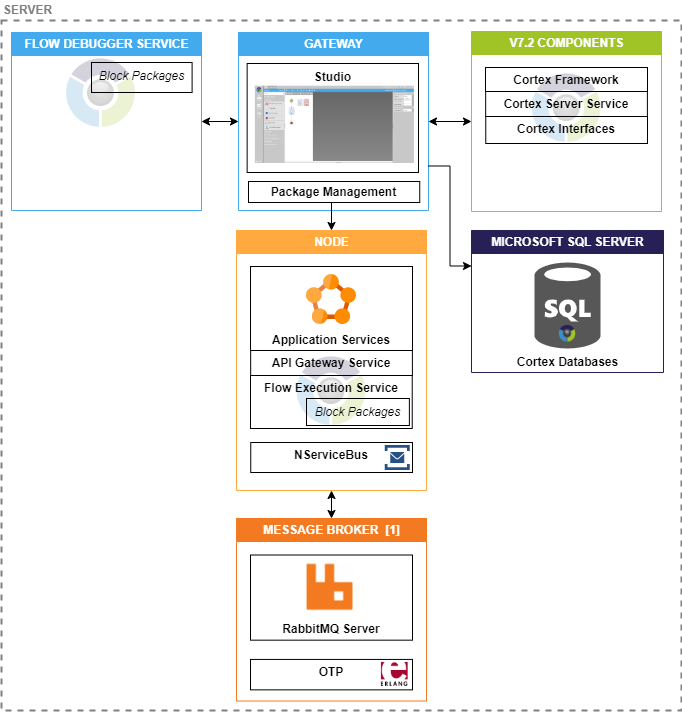 SERVER
FLOW DEBUGGER SERVICE
Block Packages
GATEWAY
Studio
Package Management
V7.2 COMPONENTS
Cortex Framework
Cortex Server Service
Cortex Interfaces
NODE
Application Services
API Gateway Service
Flow Execution Service
Block Packages
NServiceBus
MICROSOFT SQL SERVER
SQL
Cortex Databases
MESSAGE BROKER [1]
RabbitMQ Server
OTP
ERLANG